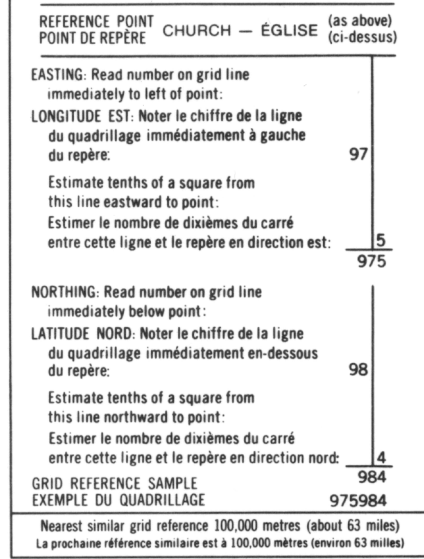 REFERENCE POINT CHURCH — ÉGLISE (as above)
POINT DE REPÈRE (ci-dessus)
EASTING: Read number on grid line
immediately to left of point:
LONGITUDE EST: Noter le chiffre de la ligne
du quadrillage immédiatement à gauche
du repère: 97
Estimate tenths of a square from
this line eastward to point:
Estimer le nombre de dixièmes du carré
entre cette ligne et le repère en direction est: 5
975
NORTHING: Read number on grid line
immediately below point:
LATITUDE NORD: Noter le chiffre de la ligne
du quadrillage immédiatement en-dessous
du repère: 98
Estimate tenths of a square from
this line northward to point:
Estimer le nombre de dixièmes du carré
entre cette ligne et le repère en direction nord: 4
GRID REFERENCE SAMPLE 984
EXEMPLE DU QUADRILLAGE 975984
Nearest similar grid reference 100,000 metres (about 63 miles)
La prochaine référence similaire est à 100,000 mètres (environ 63 milles)